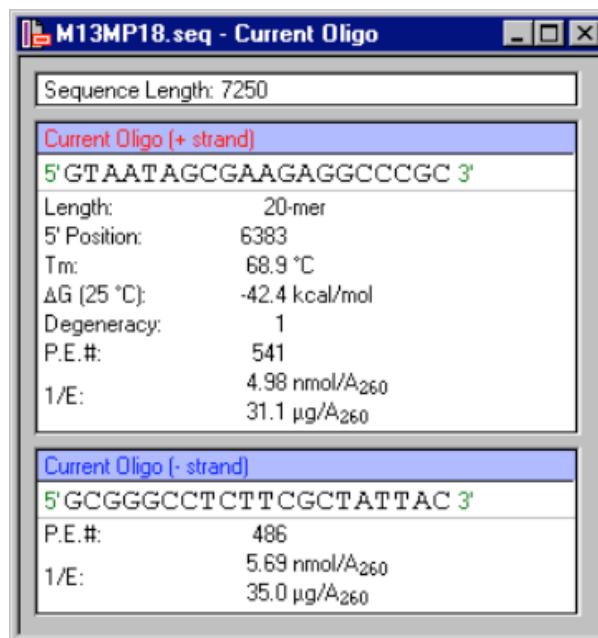 M13MP18.seq - Current Oligo
Sequence Length: 7250
Current Oligo (+ strand)
5' GTAATAGCGAAGAGGCCCGC 3'
Length: 20-mer
5' Position: 6383
Tm: 68.9 °C
ΔG (25 °C): -42.4 kcal/mol
Degeneracy: 1
P.E.#: 541
1/E: 4.98 nmol/A260
31.1 µg/A260
Current Oligo (- strand)
5' GCGGGCCTCTTCGCTATTAC 3'
P.E.#: 486
1/E: 5.69 nmol/A260
35.0 µg/A260